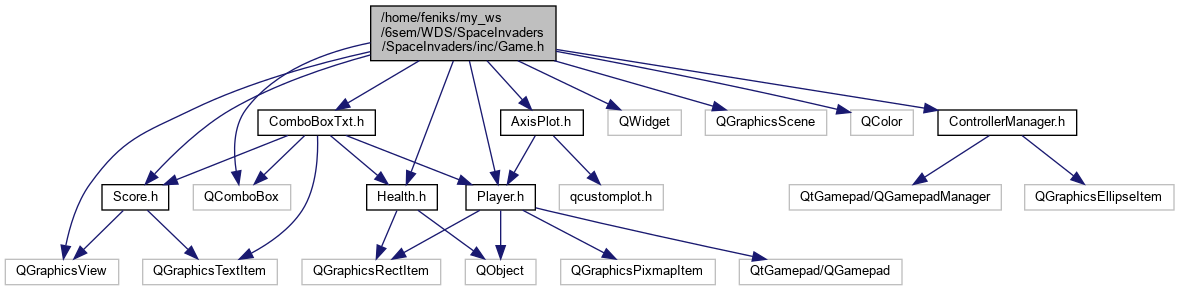 /home/feniks/my_ws
/6sem/WDS/SpaceInvaders
/SpaceInvaders/inc/Game.h
ComboBoxTxt.h
AxisPlot.h
QWidget
QGraphicsScene
QColor
ControllerManager.h
Score.h
QComboBox
Health.h
Player.h
qcustomplot.h
QtGamepad/QGamepadManager
QGraphicsEllipseItem
QGraphicsView
QGraphicsTextItem
QGraphicsRectItem
QObject
QGraphicsPixmapItem
QtGamepad/QGamepad